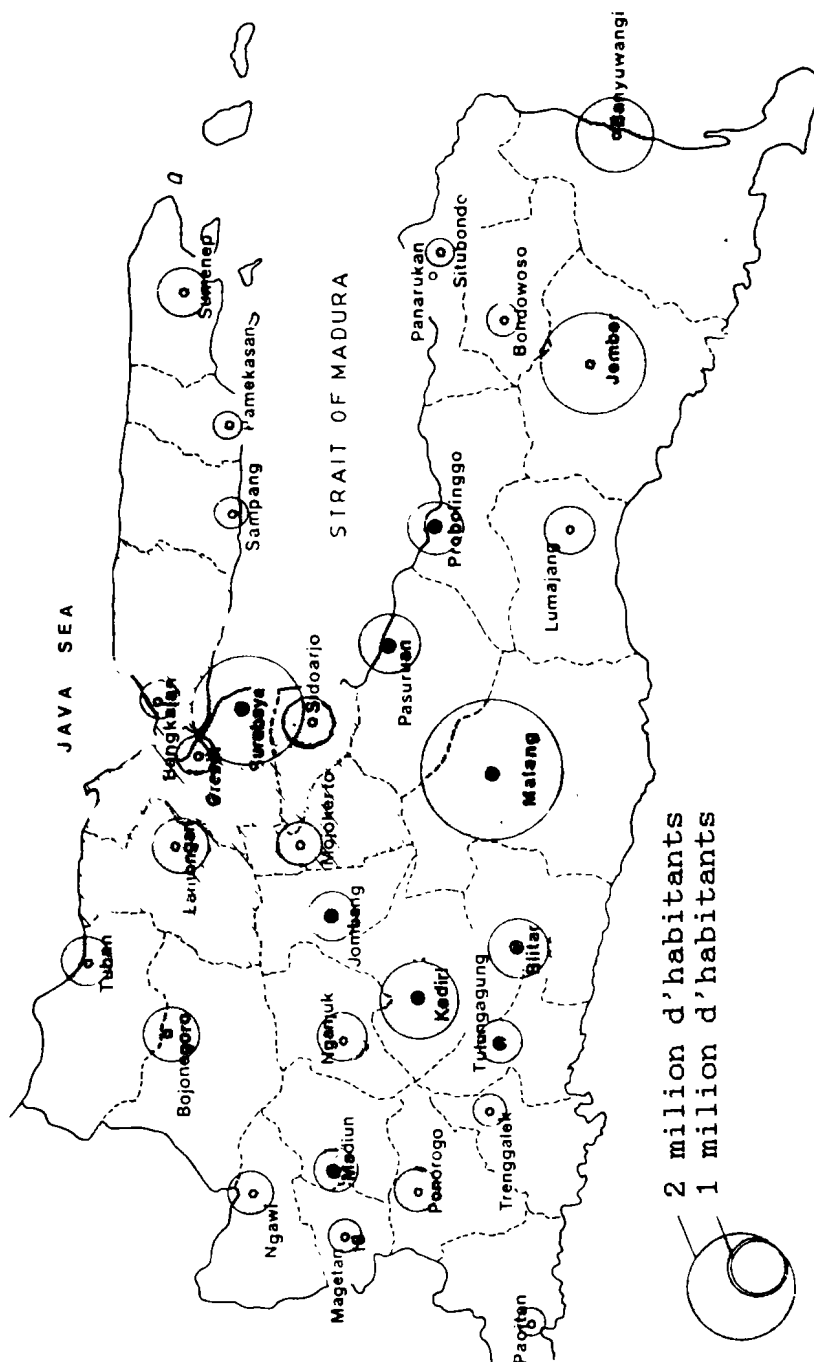 JAVA SEA
STRAIT OF MADURA
Tuban
Bojonegoro
Lamongan
Bangkalan
Gresik
Surabaya
Sidoarjo
Sampang
Pamekasan
Sumenep
Ngawi
Magetan
Madiun
Nganjuk
Jombang
Mojokerto
Pasuruan
Probolinggo
Panarukan
Situbondo
Bondowoso
Ponorogo
Kediri
Malang
Lumajang
Jember
Banyuwangi
Trenggalek
Tulungagung
Blitar
Pacitan
2 milion d'habitants
1 milion d'habitants